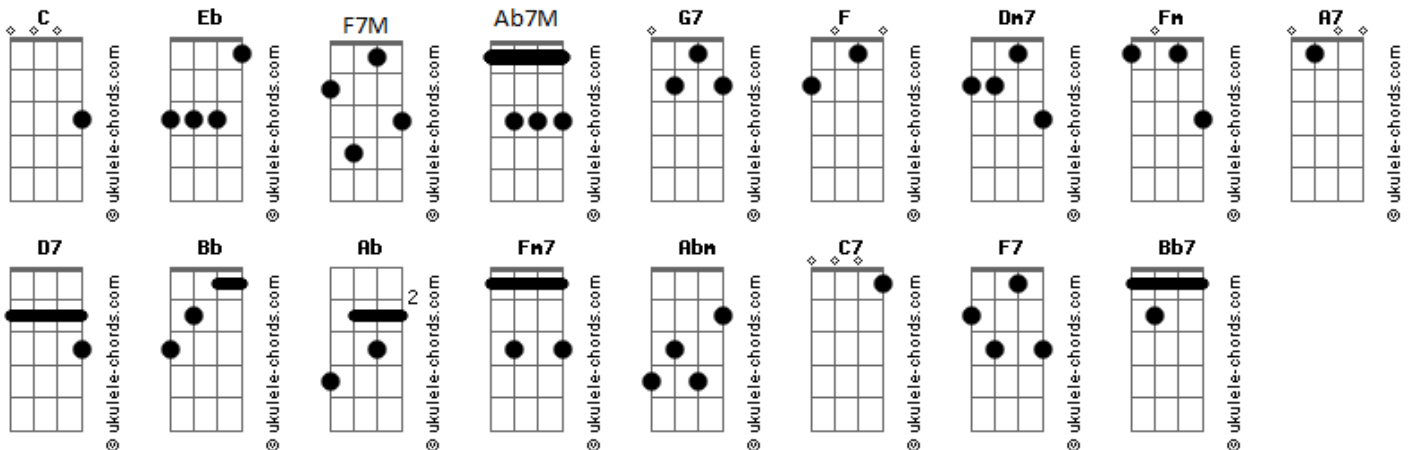 C Eb F7M Ab7M G7 F Dm7 Fm A7
© ukulele-chords.com © ukulele-chords.com © ukulele-chords.com © ukulele-chords.com © ukulele-chords.com © ukulele-chords.com © ukulele-chords.com © ukulele-chords.com © ukulele-chords.com
D7 Bb Ab Fm7 Abm C7 F7 Bb7
2
© ukulele-chords.com © ukulele-chords.com © ukulele-chords.com © ukulele-chords.com © ukulele-chords.com © ukulele-chords.com © ukulele-chords.com © ukulele-chords.com